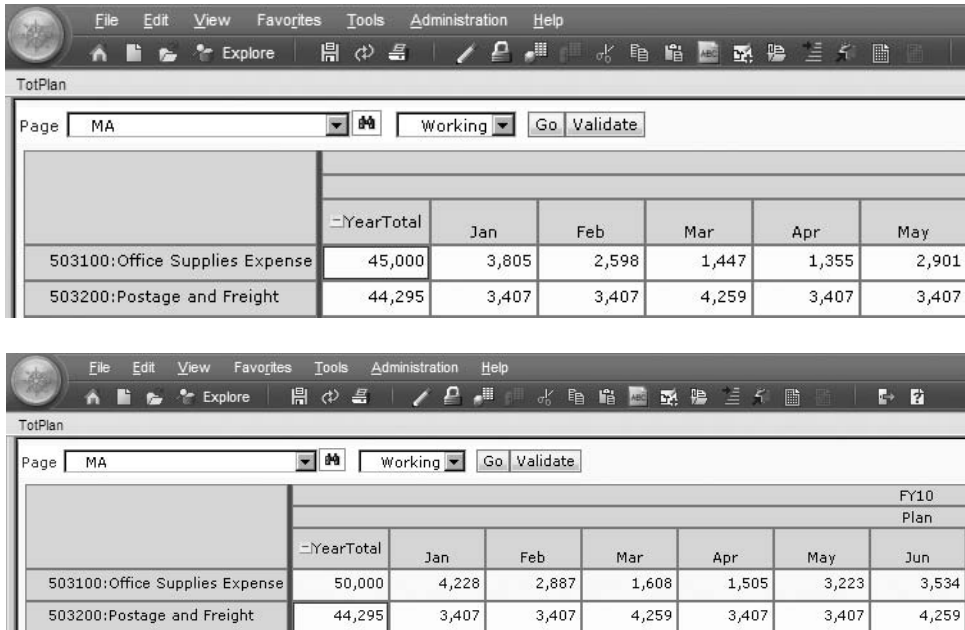 File Edit View Favorites Tools Administration Help
Explore
TotPlan
Page MA Working Go Validate
YearTotal Jan Feb Mar Apr May
503100:Office Supplies Expense 45,000 3,805 2,598 1,447 1,355 2,901
503200:Postage and Freight 44,295 3,407 3,407 4,259 3,407 3,407
File Edit View Favorites Tools Administration Help
Explore
TotPlan
Page MA Working Go Validate
FY10
Plan
YearTotal Jan Feb Mar Apr May Jun
503100:Office Supplies Expense 50,000 4,228 2,887 1,608 1,505 3,223 3,534
503200:Postage and Freight 44,295 3,407 3,407 4,259 3,407 3,407 4,259